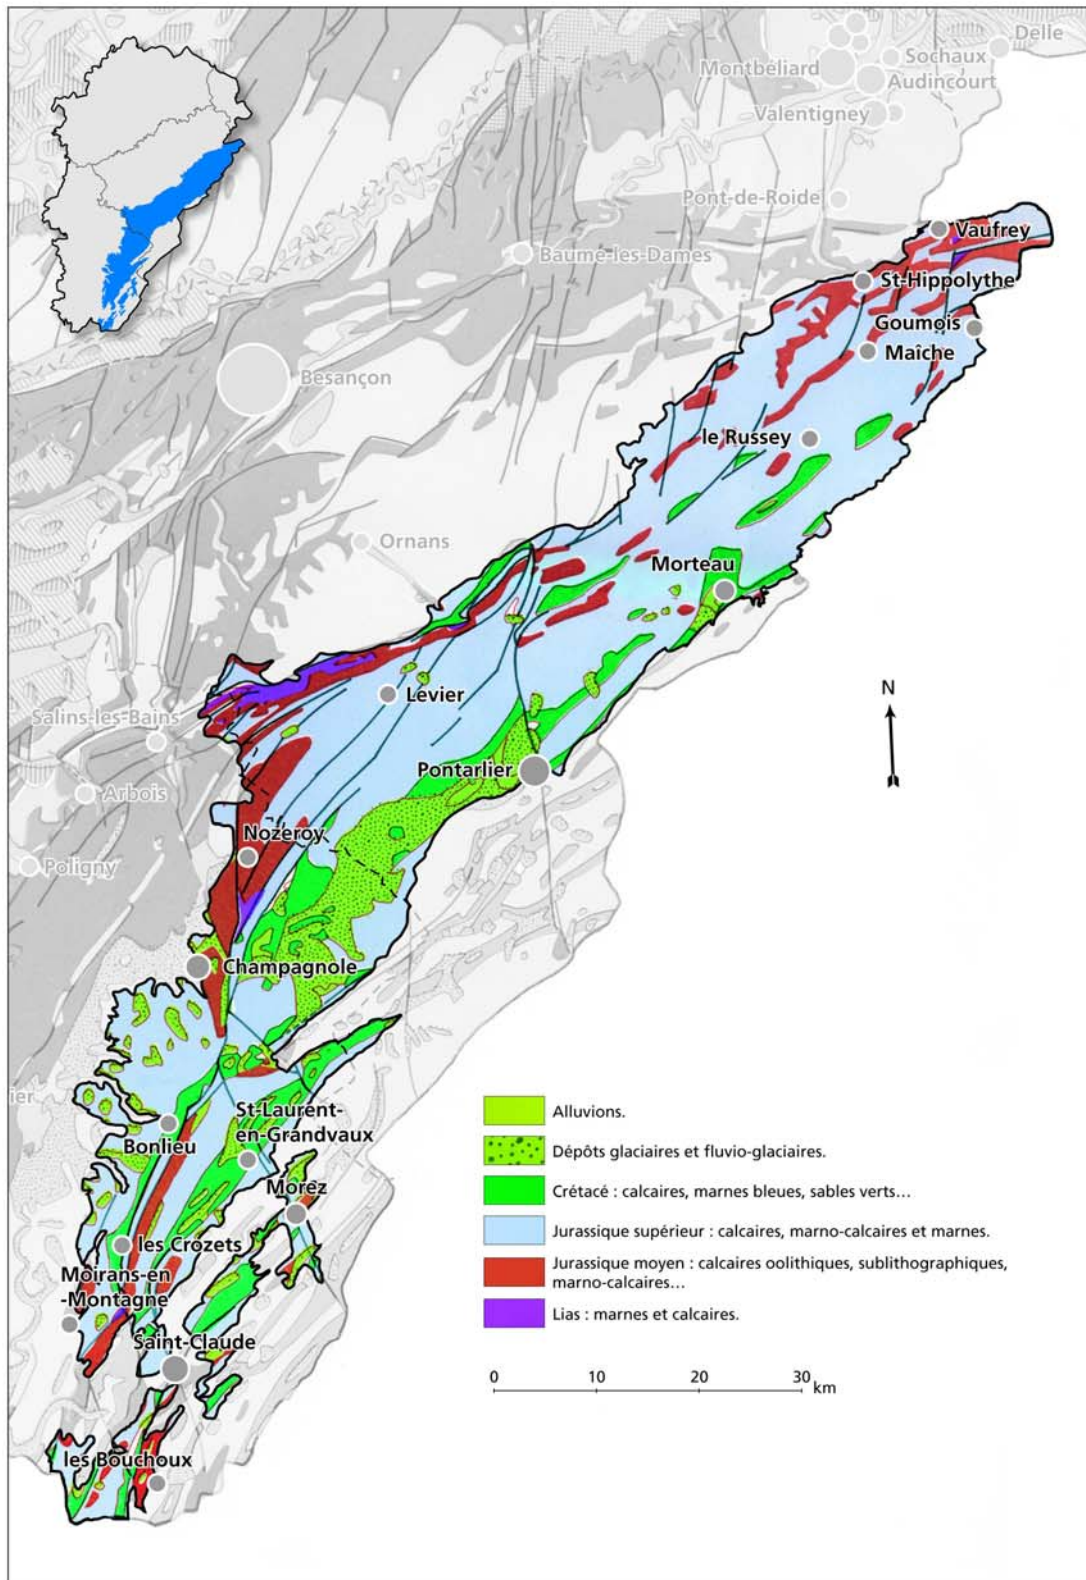 Delle
Sochaux
Montbéliard
Audincourt
Valentigney
Pont-de-Roide
Vaufrey
Baume-les-Dames
St-Hippolythe
Goumois
Maîche
Besançon
le Russey
Ornans
Morteau
N
Levier
Salins-les-Bains
Pontarlier
Arbois
Nozeroy
Poligny
Champagnole
ier
St-Laurent-
en-Grandvaux
Bonlieu
Morez
les Crozets
Moirans-en
-Montagne
Saint-Claude
les Bouchoux
Alluvions.
Dépôts glaciaires et fluvio-glaciaires.
Crétacé : calcaires, marnes bleues, sables verts...
Jurassique supérieur : calcaires, marno-calcaires et marnes.
Jurassique moyen : calcaires oolithiques, sublithographiques,
marno-calcaires...
Lias : marnes et calcaires.
0 10 20 30
km